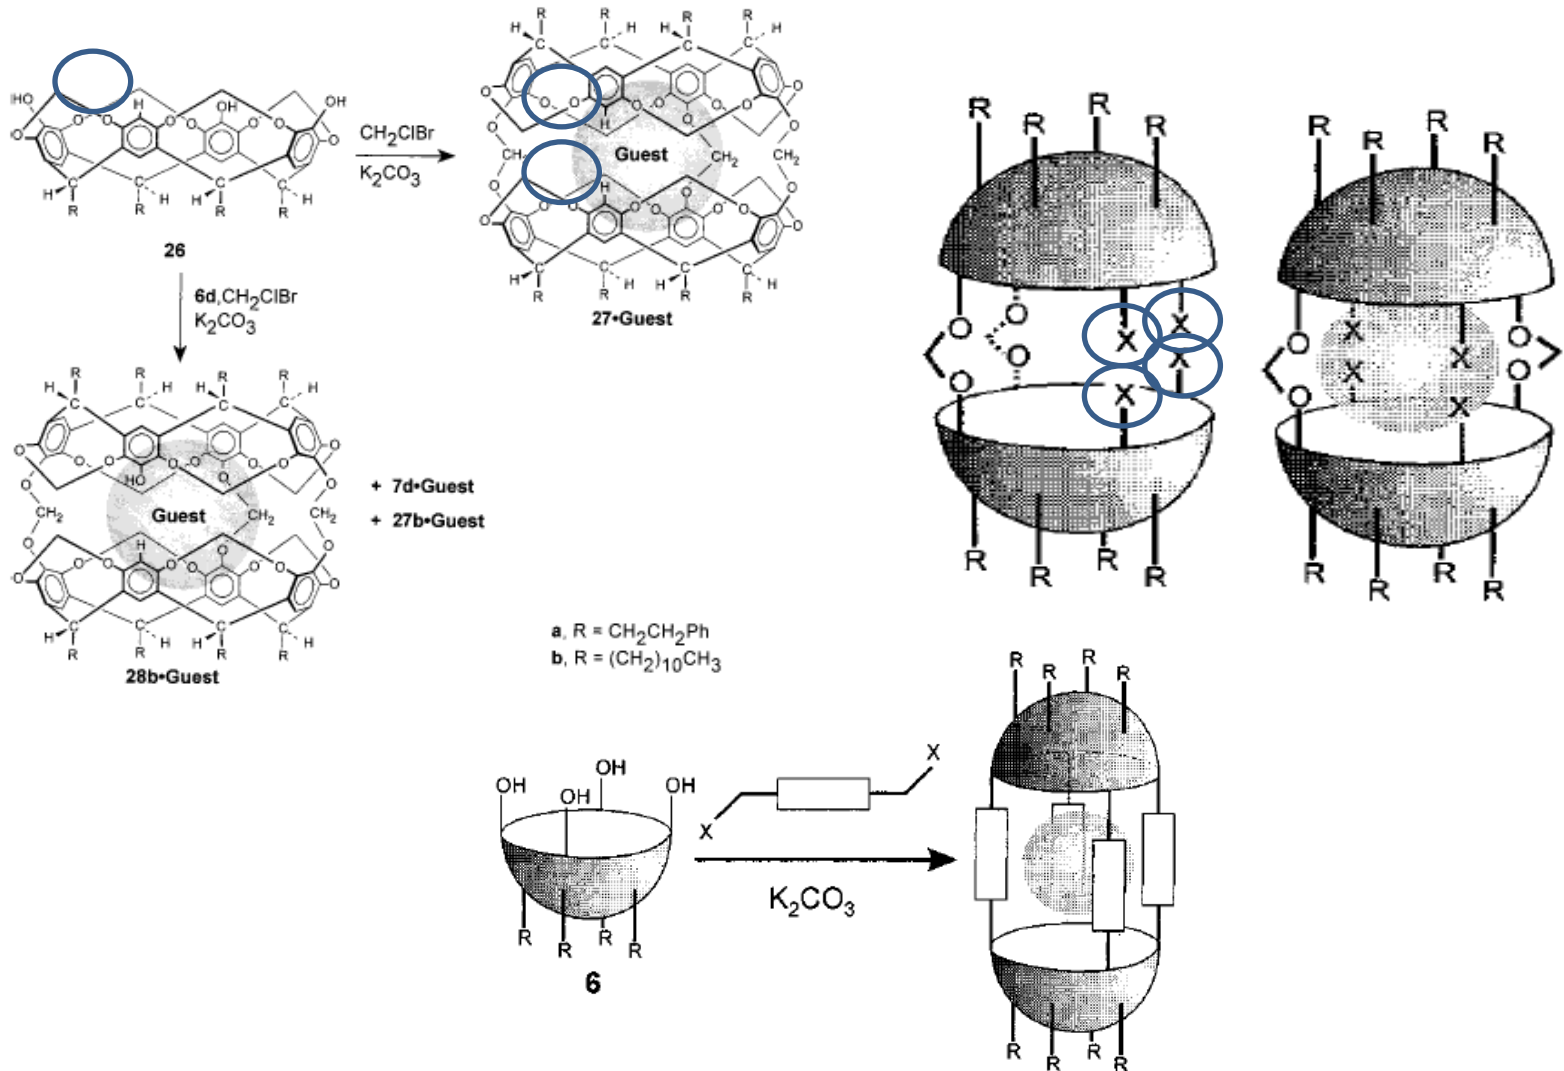 R R R R
H C C H H C C H
O O O O O O O O
H
CH Guest CH₂ CH₂
O O O O O O
H
O O O O O O O O
H C C H H C C H
R R R R
27•Guest
HO H OH OH
O O O O O O O O
H C C H H C C H
R R R R
26
CH₂ClBr
K₂CO₃
6d,CH₂ClBr
K₂CO₃
R R R R
H C C H H C C H
O O O O O O O O
HO
O O O
CH₂ Guest CH₂ CH₂
O O O
H
O O O O O O O O
H C C H H C C H
R R R R
28b•Guest
+ 7d•Guest
+ 27b•Guest
a, R = CH₂CH₂Ph
b, R = (CH₂)₁₀CH₃
R R R R
O O X X
O O X X
R R R R
R R R R
O X X O
O X X O
R R R R
OH OH OH OH
R R R R
6
X X
K₂CO₃
R R R R
R R R R